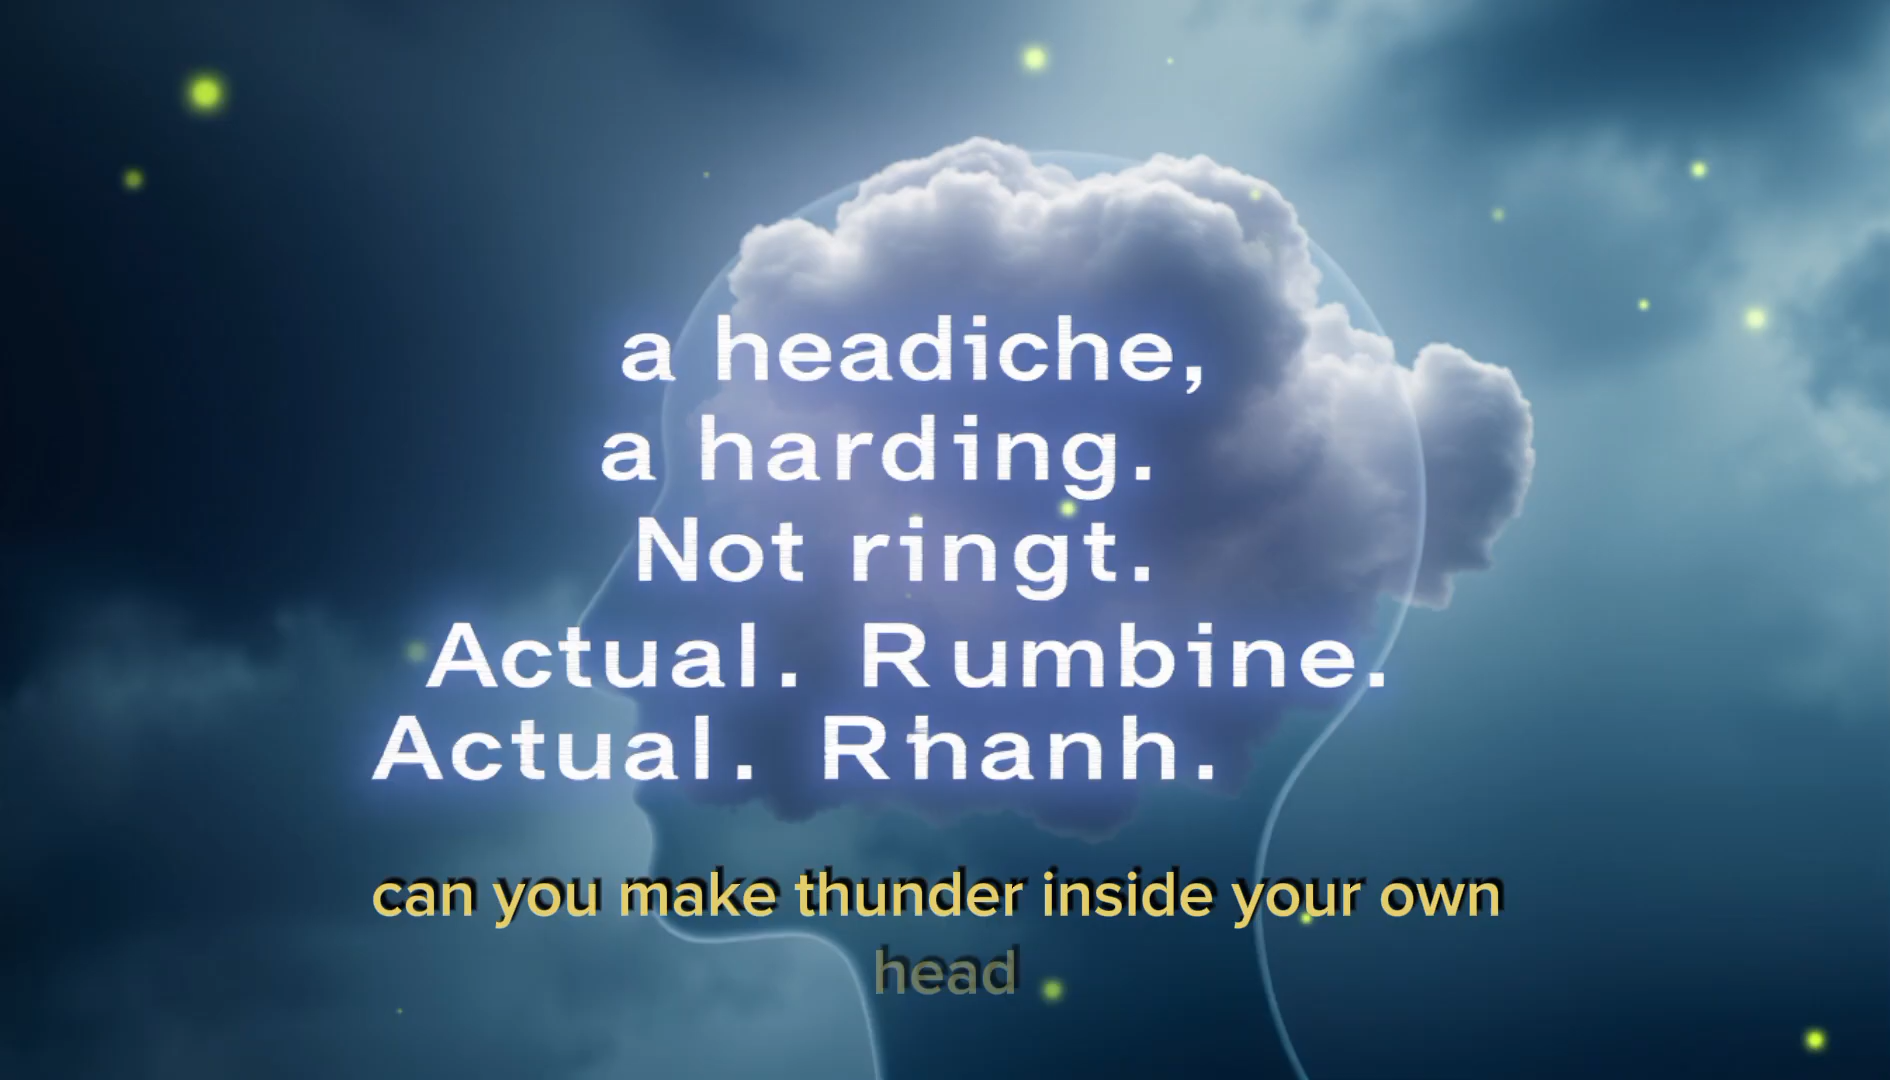 a headiche,
a harding.
Not ringt.
Actual. Rumbine.
Actual. Rhanh.
can you make thunder inside your own
head